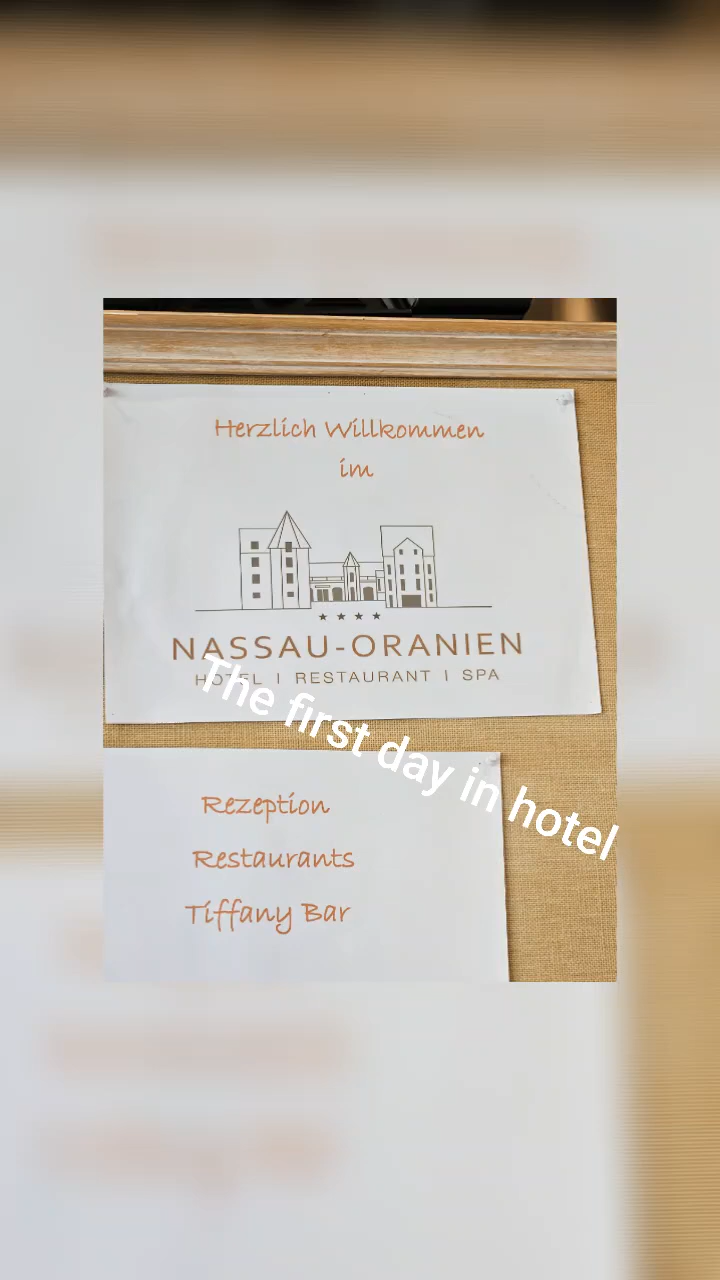 Herzlich Willkommen
im
NASSAU-ORANIEN
HOTEL | RESTAURANT | SPA
The first day in hotel
Rezeption
Restaurants
Tiffany Bar